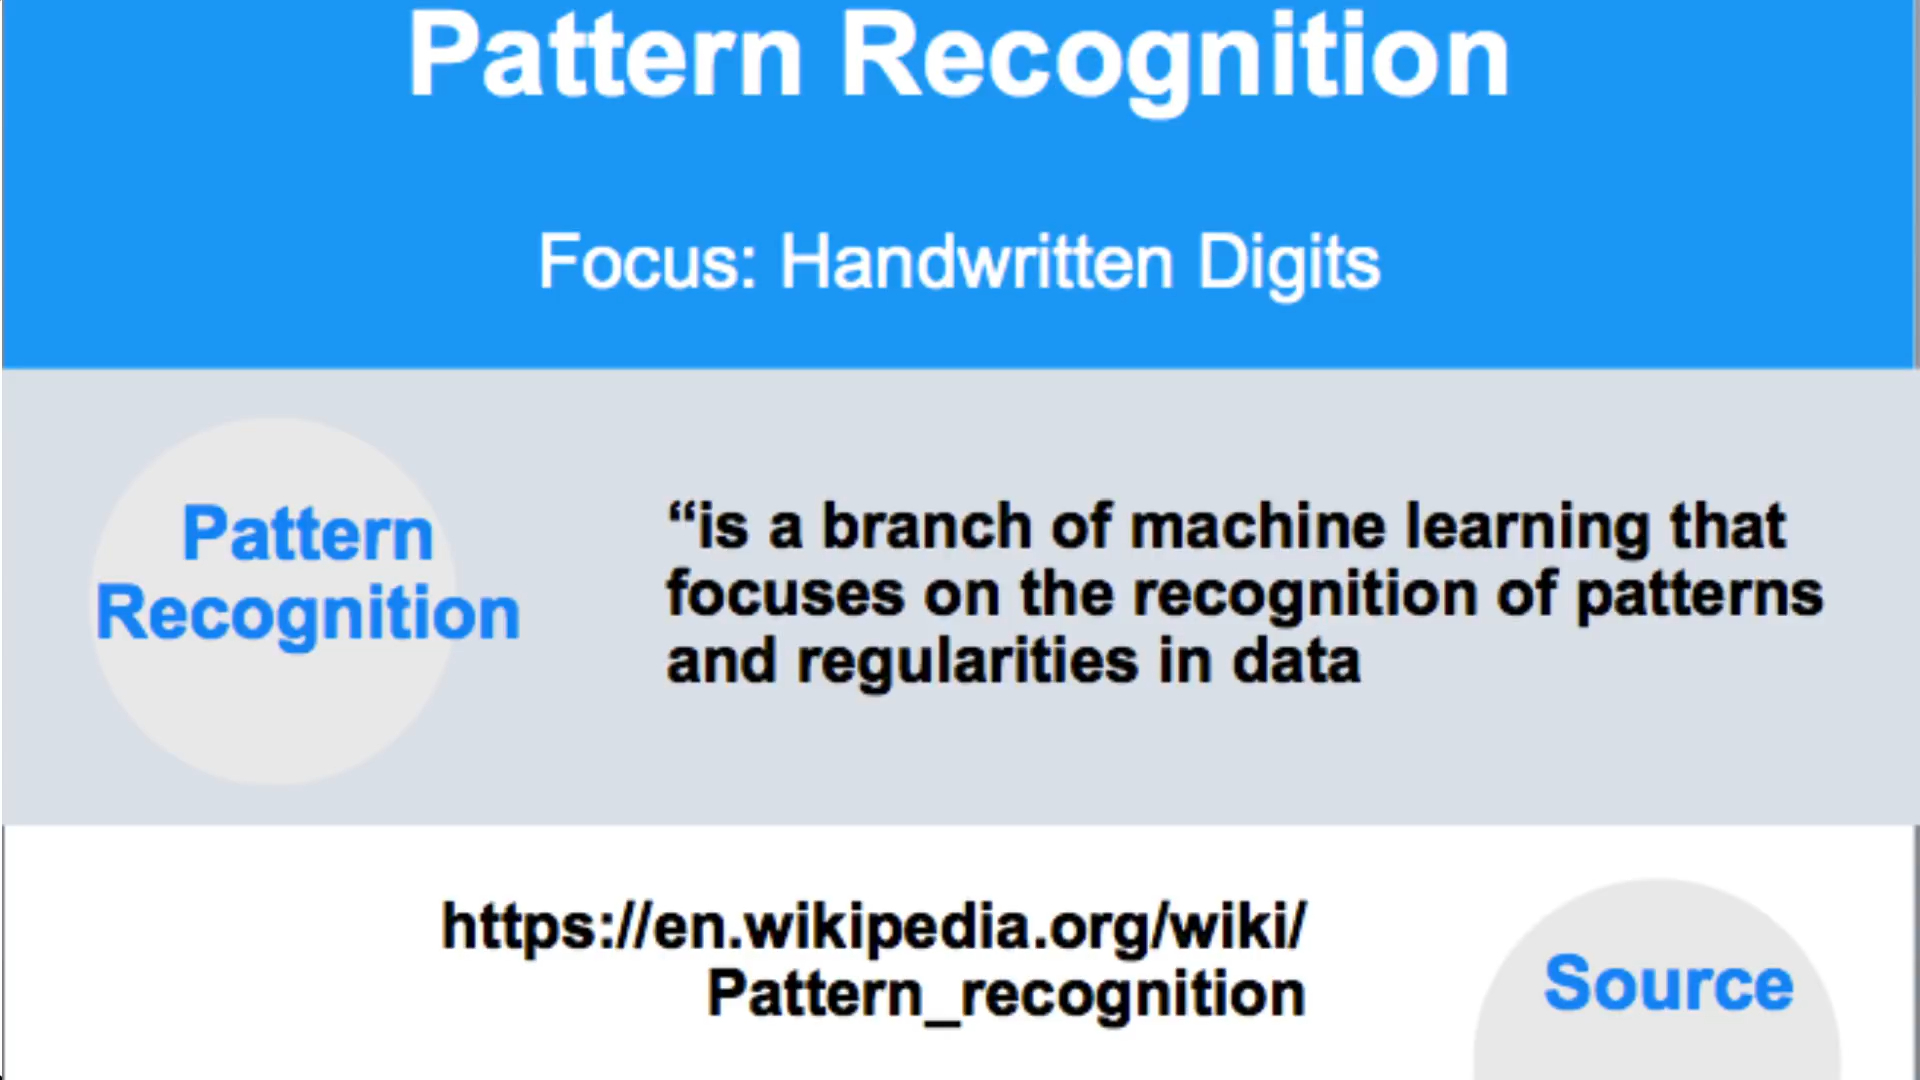 Pattern Recognition
Focus: Handwritten Digits
Pattern
Recognition
“is a branch of machine learning that
focuses on the recognition of patterns
and regularities in data
https://en.wikipedia.org/wiki/
Pattern_recognition
Source